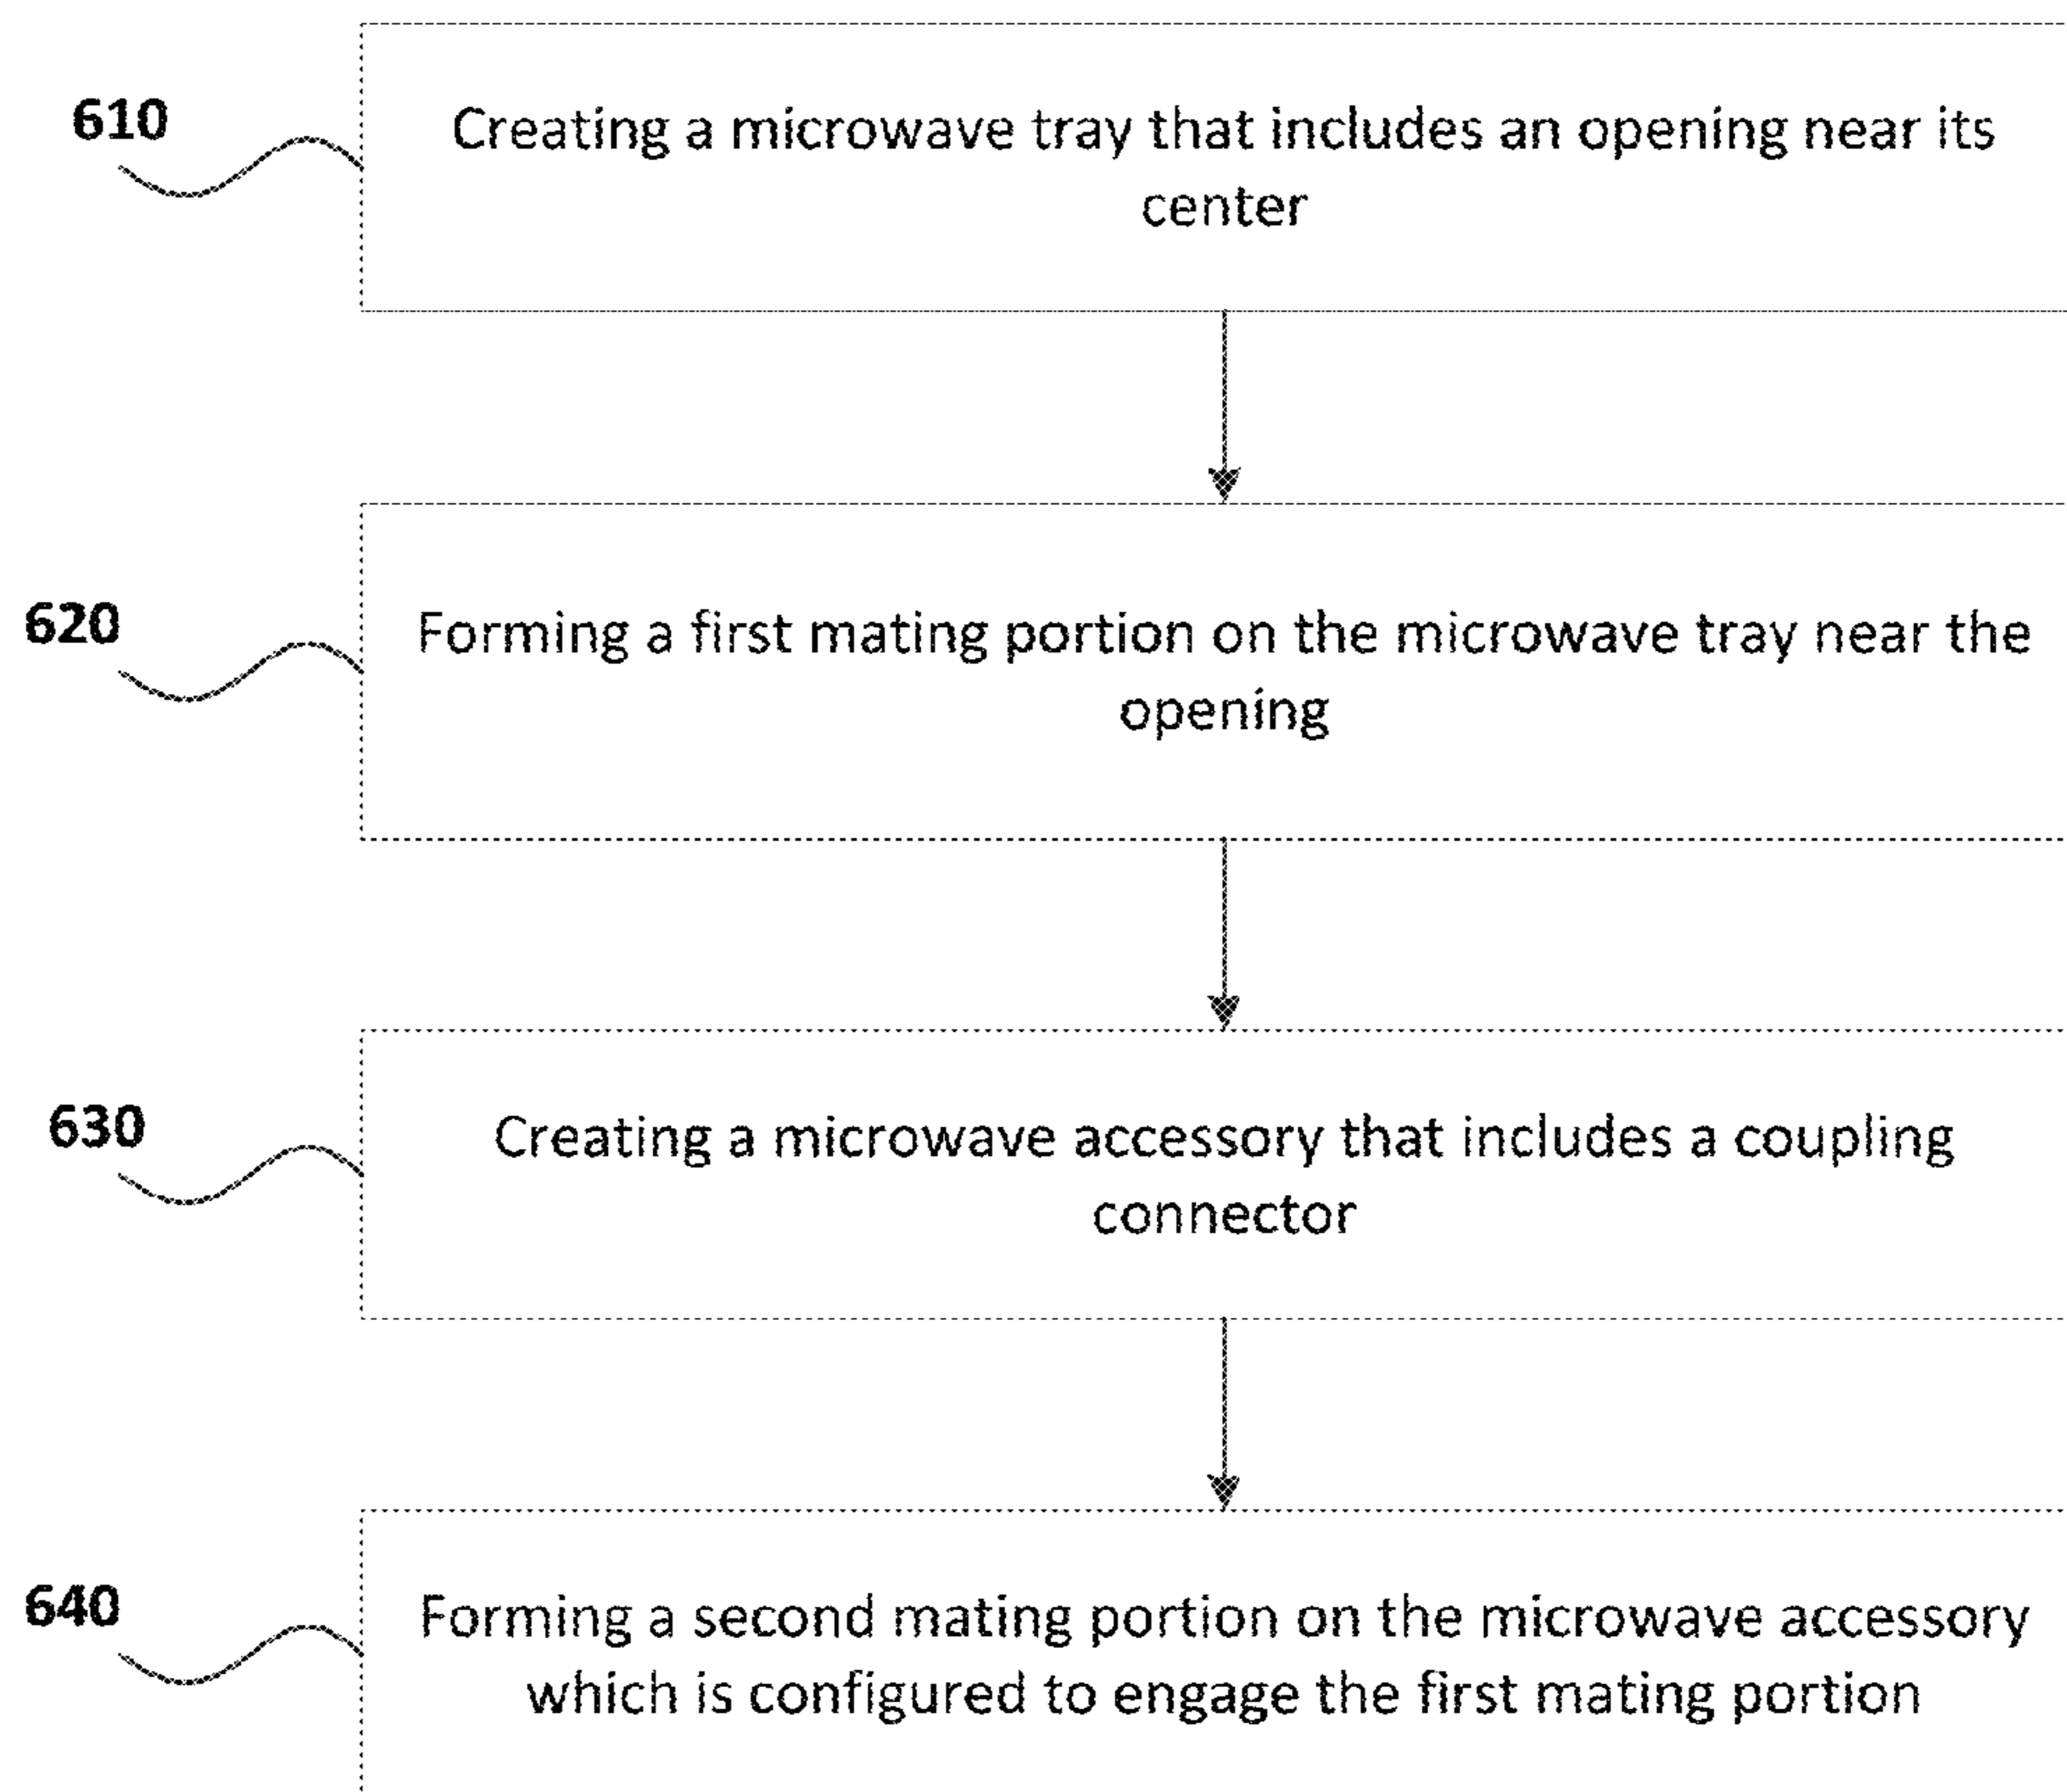 610
Creating a microwave tray that includes an opening near its
center
620
Forming a first mating portion on the microwave tray near the
opening
630
Creating a microwave accessory that includes a coupling
connector
640
Forming a second mating portion on the microwave accessory
which is configured to engage the first mating portion